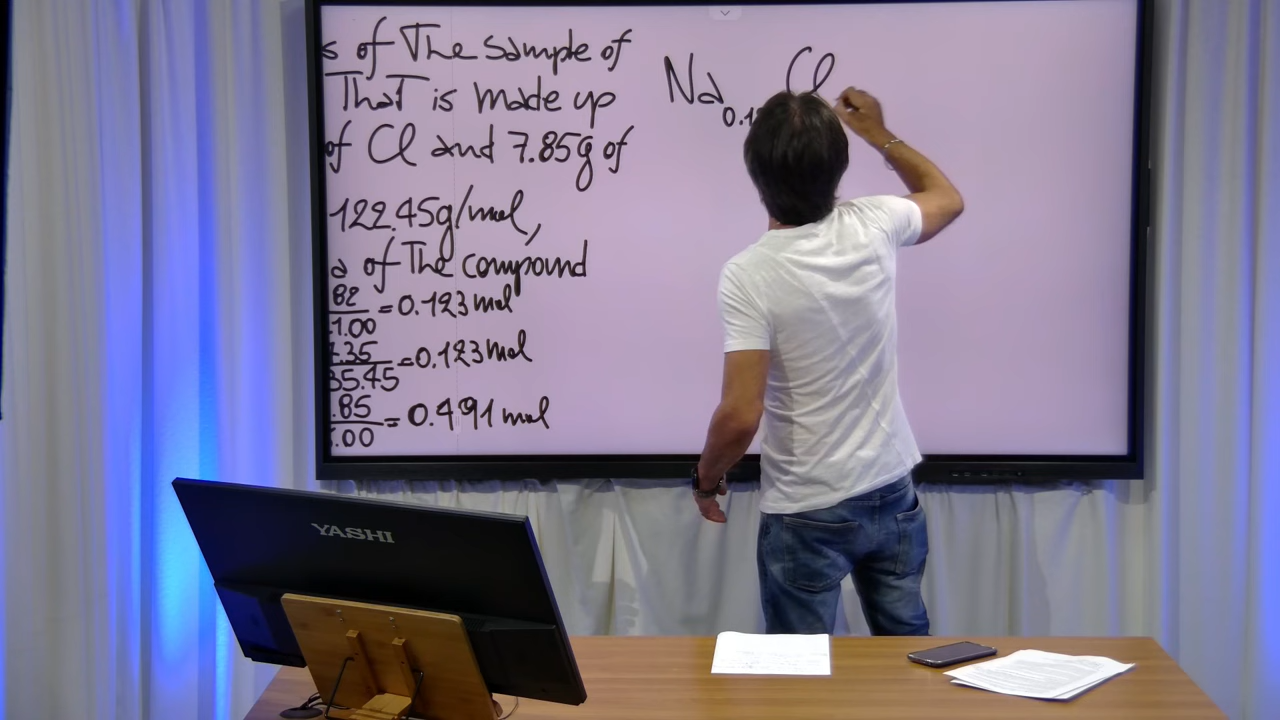 s of The sample of
That is made up
of Cl and 7.85g of
122.45g/mol,
a of The compound
82
1.00
= 0.123 mol
.35
35.45
= 0.123 mol
.85
.00
= 0.491 mol
Na 0.1 Cl
YASHI